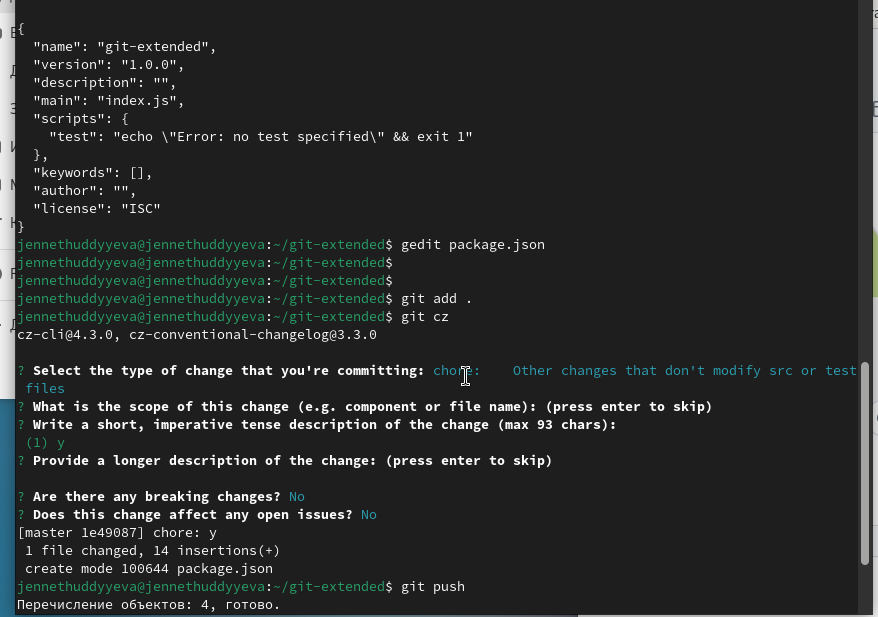 {
  "name": "git-extended",
  "version": "1.0.0",
  "description": "",
  "main": "index.js",
  "scripts": {
    "test": "echo \"Error: no test specified\" && exit 1"
  },
  "keywords": [],
  "author": "",
  "license": "ISC"
}
jennethuddyyeva@jennethuddyyeva:~/git-extended$ gedit package.json
jennethuddyyeva@jennethuddyyeva:~/git-extended$
jennethuddyyeva@jennethuddyyeva:~/git-extended$
jennethuddyyeva@jennethuddyyeva:~/git-extended$ git add .
jennethuddyyeva@jennethuddyyeva:~/git-extended$ git cz
cz-cli@4.3.0, cz-conventional-changelog@3.3.0
? Select the type of change that you're committing: chore:    Other changes that don't modify src or test
files
? What is the scope of this change (e.g. component or file name): (press enter to skip)
? Write a short, imperative tense description of the change (max 93 chars):
(1) y
? Provide a longer description of the change: (press enter to skip)
? Are there any breaking changes? No
? Does this change affect any open issues? No
[master 1e49087] chore: y
 1 file changed, 14 insertions(+)
 create mode 100644 package.json
jennethuddyyeva@jennethuddyyeva:~/git-extended$ git push
Перечисление объектов: 4, готово.